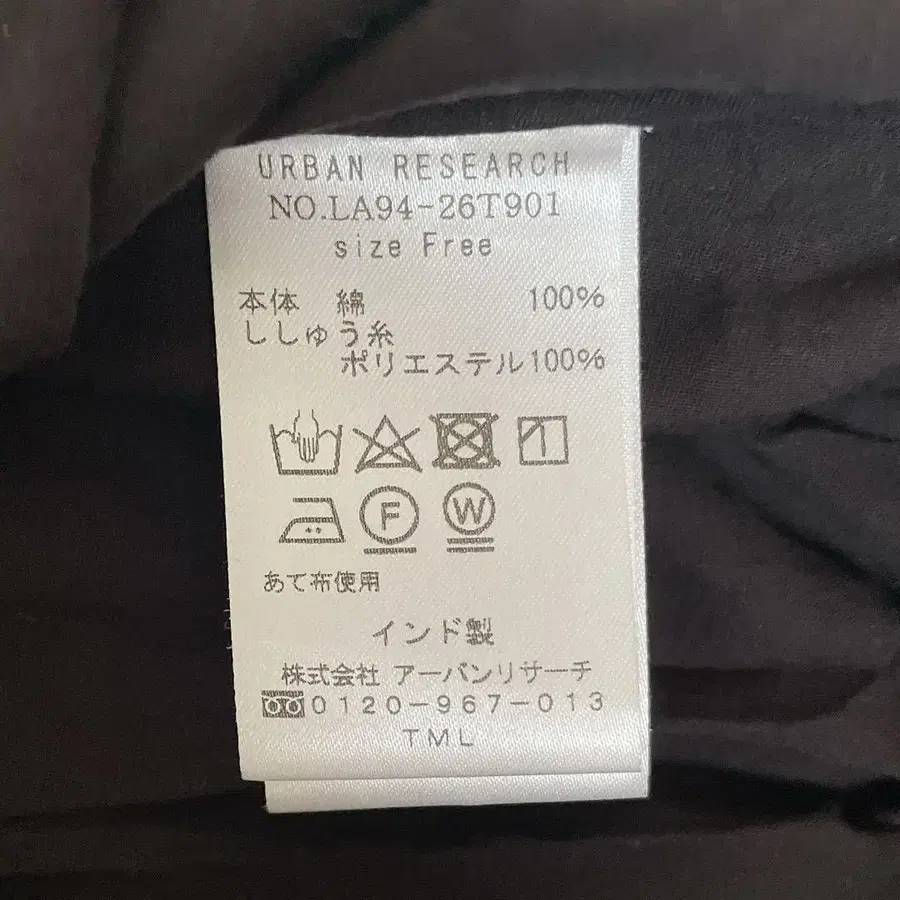 URBAN RESEARCH
NO.LA94-26T901
size Free
本体 綿 100%
ししゅう糸
ポリエステル100%
F W
あて布使用
インド製
株式会社 アーバンリサーチ
0120-967-013
TML